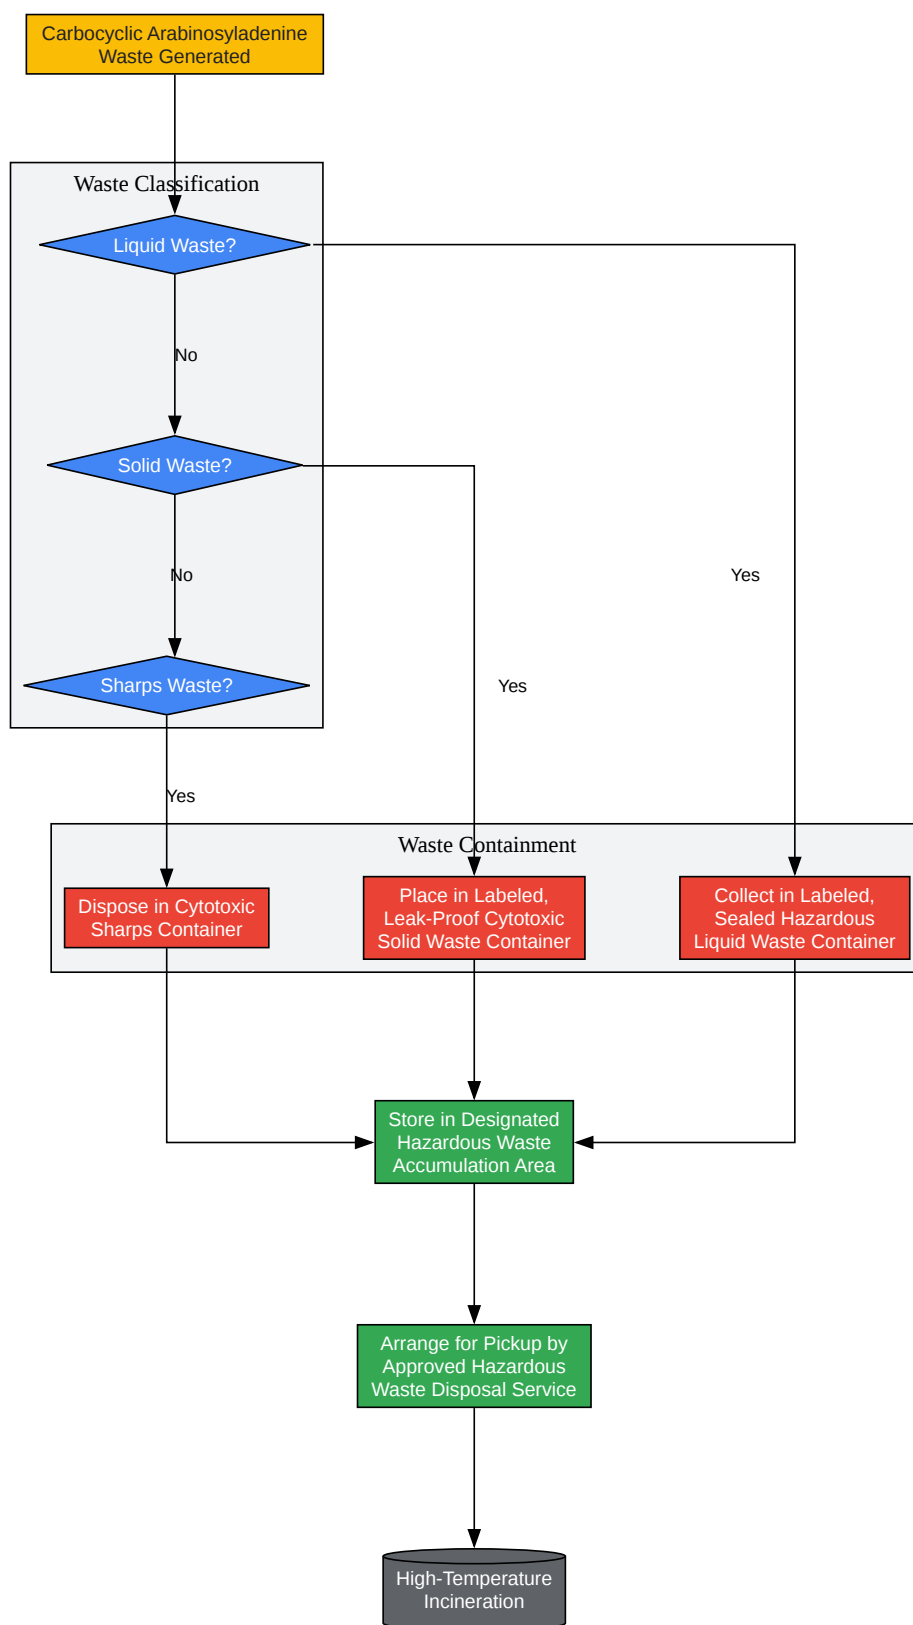 Carbocyclic Arabinosyladenine
Waste Generated
Waste Classification
Liquid Waste?
No
Solid Waste?
No
Yes
Sharps Waste?
Yes
Yes
Waste Containment
Dispose in Cytotoxic
Sharps Container
Place in Labeled,
Leak-Proof Cytotoxic
Solid Waste Container
Collect in Labeled,
Sealed Hazardous
Liquid Waste Container
Store in Designated
Hazardous Waste
Accumulation Area
Arrange for Pickup by
Approved Hazardous
Waste Disposal Service
High-Temperature
Incineration